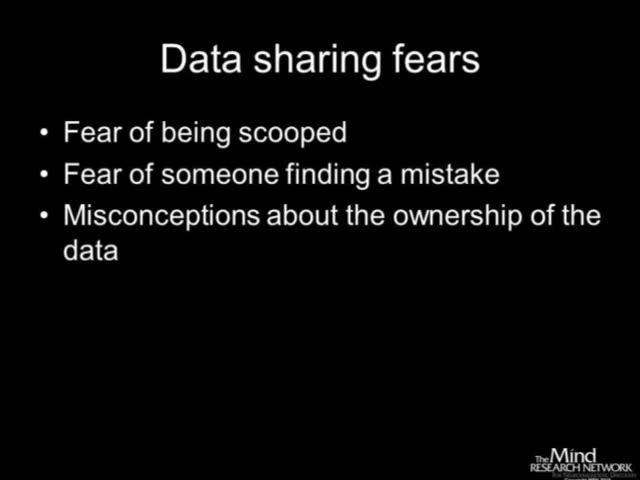 Data sharing fears
• Fear of being scooped
• Fear of someone finding a mistake
• Misconceptions about the ownership of the
data
The Mind
RESEARCH NETWORK